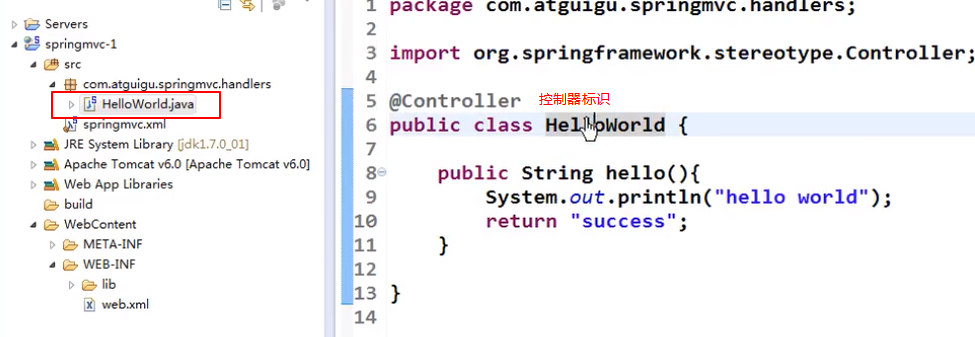 Servers
springmvc-1
src
com.atguigu.springmvc.handlers
HelloWorld.java
springmvc.xml
JRE System Library [jdk1.7.0_01]
Apache Tomcat v6.0 [Apache Tomcat v6.0]
Web App Libraries
build
WebContent
META-INF
WEB-INF
lib
web.xml
1 package com.atguigu.springmvc.handlers;
2
3 import org.springframework.stereotype.Controller;
4
5 @Controller 控制器标识
6 public class HelloWorld {
7
8 public String hello(){
9 System.out.println("hello world");
10 return "success";
11 }
12
13 }
14